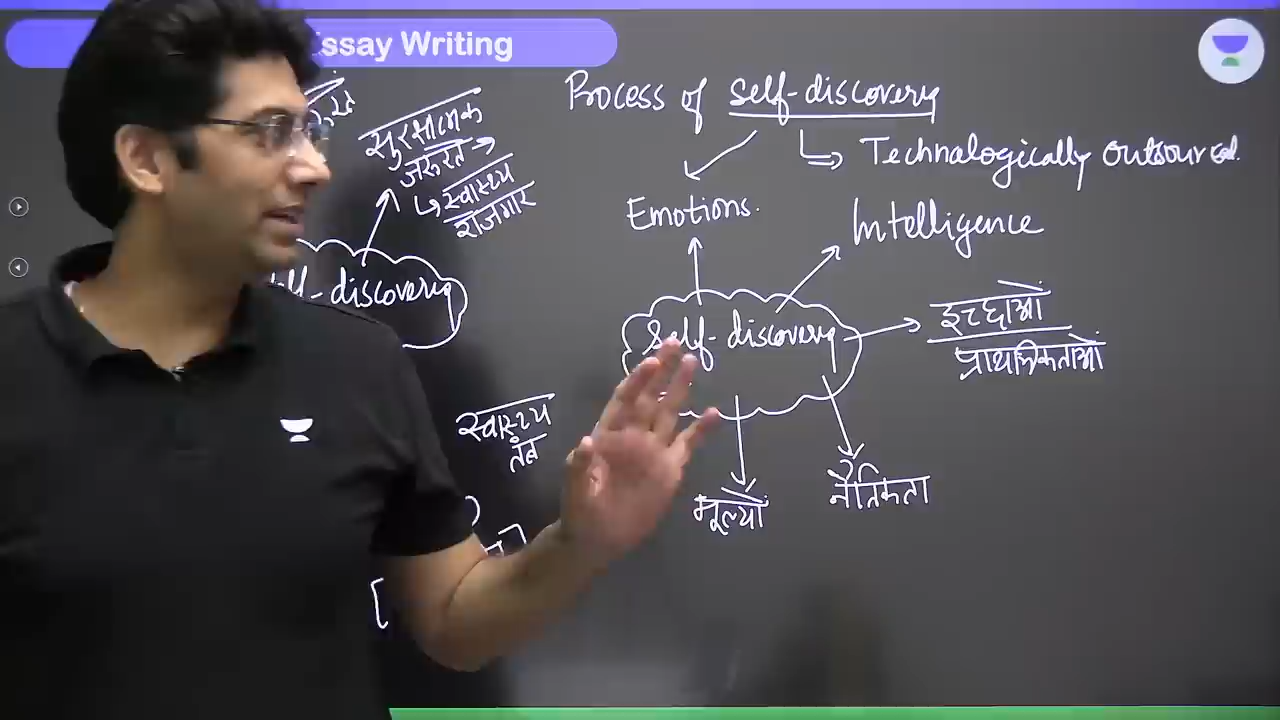 Essay Writing
सुरक्षात्मक
जरूरत →
↳ स्वास्थ्य
रोजगार
self-discovery
स्वास्थ्य
तंत्र
Process of self-discovery
↳ Technologically outsourced.
Emotions.
Intelligence
self-discovery
इच्छाओं
प्राथमिकताओं
मूल्यों
नैतिकता